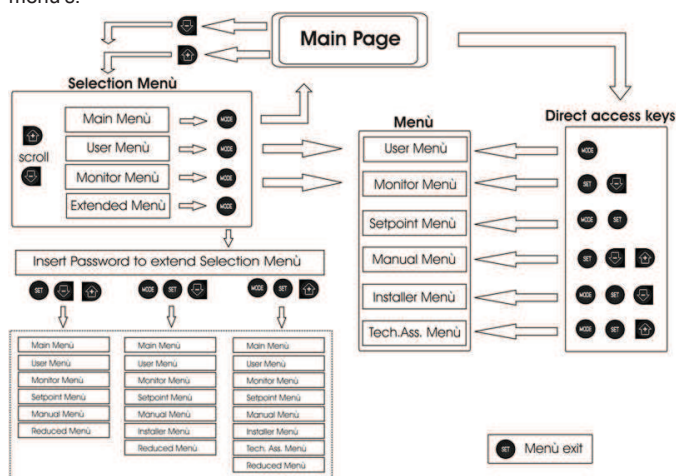 menù's.
Main Page
Selection Menù
Main Menù
MODE
User Menù
MODE
Monitor Menù
MODE
Extended Menù
MODE
scroll
Insert Password to extend Selection Menù
SET
MODE SET
MODE SET
Main Menù
User Menù
Monitor Menù
Setpoint Menù
Manual Menù
Reduced Menù
Main Menù
User Menù
Monitor Menù
Setpoint Menù
Manual Menù
Installer Menù
Reduced Menù
Main Menù
User Menù
Monitor Menù
Setpoint Menù
Manual Menù
Installer Menù
Tech. Ass. Menù
Reduced Menù
Menù
User Menù
Monitor Menù
Setpoint Menù
Manual Menù
Installer Menù
Tech.Ass. Menù
Direct access keys
MODE
SET
MODE SET
SET
MODE SET
MODE SET
SET Menù exit